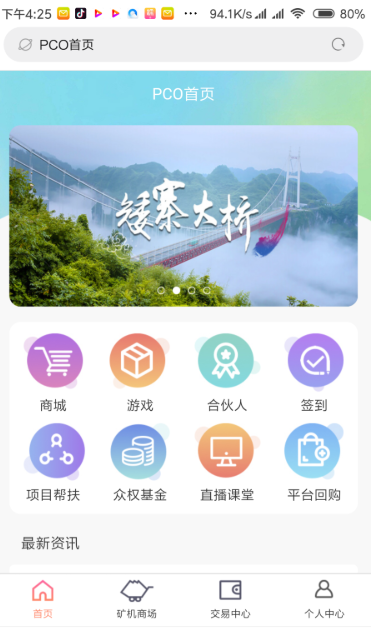 下午4:25 ··· 94.1K/s 80%
PCO首页
PCO首页
矮寨大桥
商城 游戏 合伙人 签到
项目帮扶 众权基金 直播课堂 平台回购
最新资讯
首页 矿机商场 交易中心 个人中心